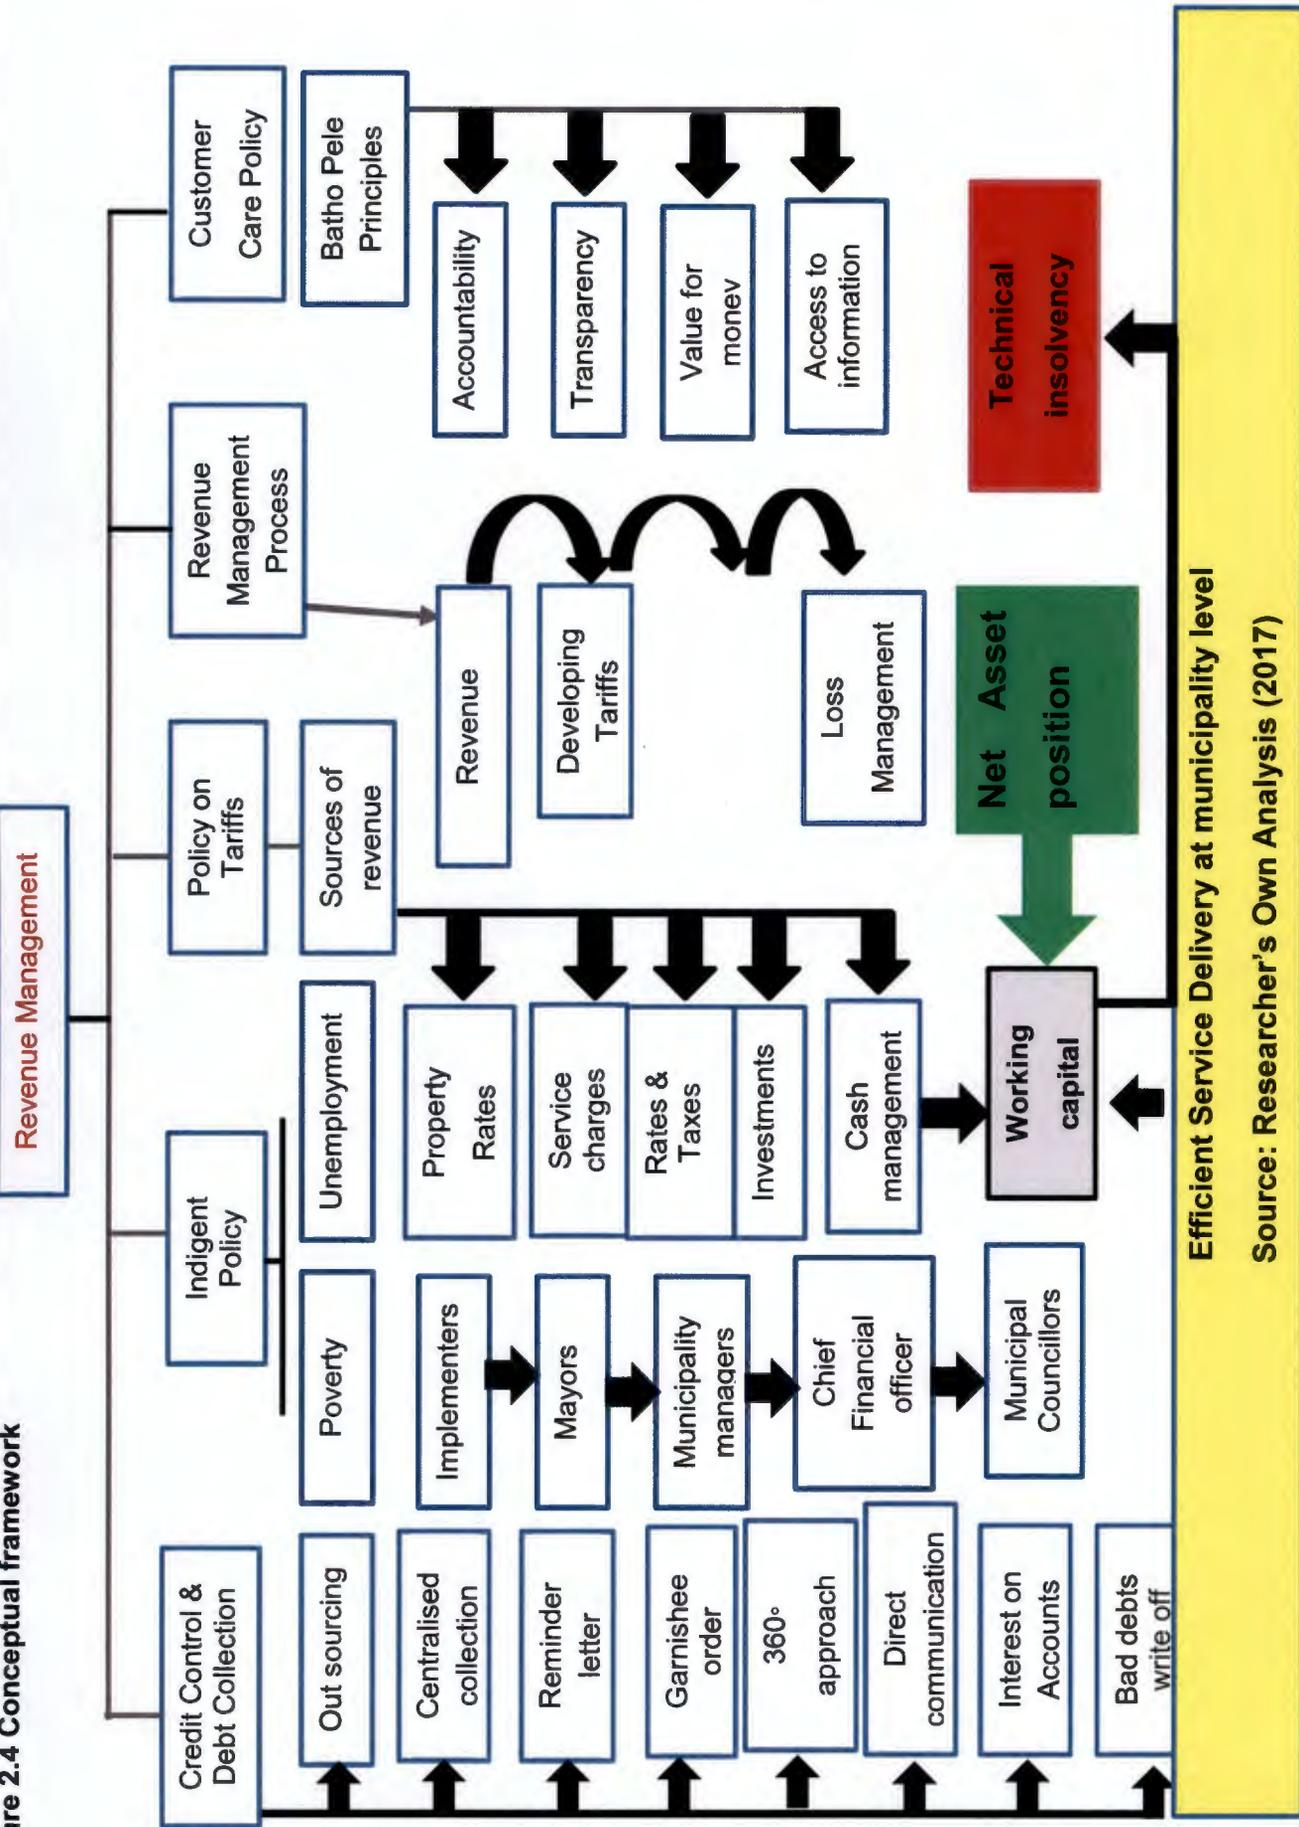 re 2.4 Conceptual framework
Revenue Management
Credit Control &
Debt Collection
Indigent
Policy
Policy on
Tariffs
Revenue
Management
Process
Customer
Care Policy
Out sourcing
Poverty
Unemployment
Sources of
revenue
Batho Pele
Principles
Centralised
collection
Reminder
letter
Garnishee
order
360°
approach
Direct
communication
Interest on
Accounts
Bad debts
write off
Implementers
Mayors
Municipality
managers
Chief
Financial
officer
Municipal
Councillors
Property
Rates
Service
charges
Rates &
Taxes
Investments
Cash
management
Working
capital
Revenue
Developing
Tariffs
Loss
Management
Net Asset
position
Accountability
Transparency
Value for
monev
Access to
information
Technical
insolvency
Efficient Service Delivery at municipality level
Source: Researcher's Own Analysis (2017)